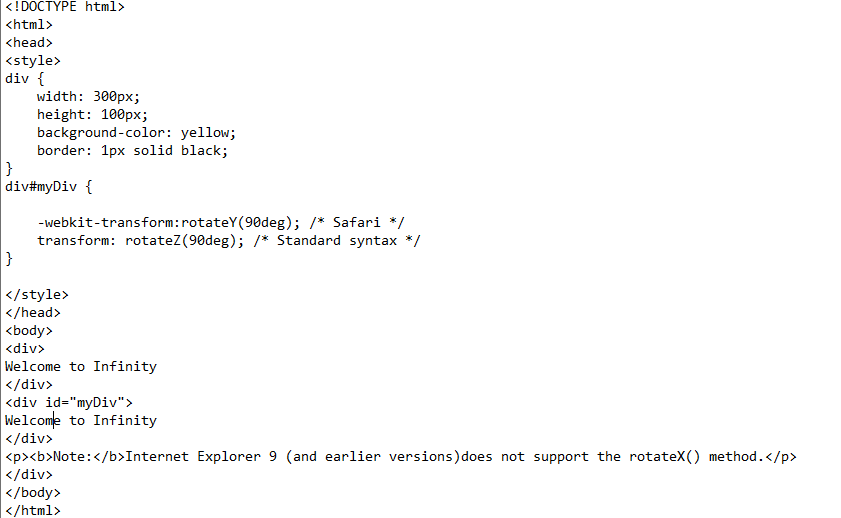 <!DOCTYPE html>
<html>
<head>
<style>
div {
    width: 300px;
    height: 100px;
    background-color: yellow;
    border: 1px solid black;
}
div#myDiv {

    -webkit-transform:rotateY(90deg); /* Safari */
    transform: rotateZ(90deg); /* Standard syntax */
}

</style>
</head>
<body>
<div>
Welcome to Infinity
</div>
<div id="myDiv">
Welcome to Infinity
</div>
<p><b>Note:</b>Internet Explorer 9 (and earlier versions)does not support the rotateX() method.</p>
</div>
</body>
</html>